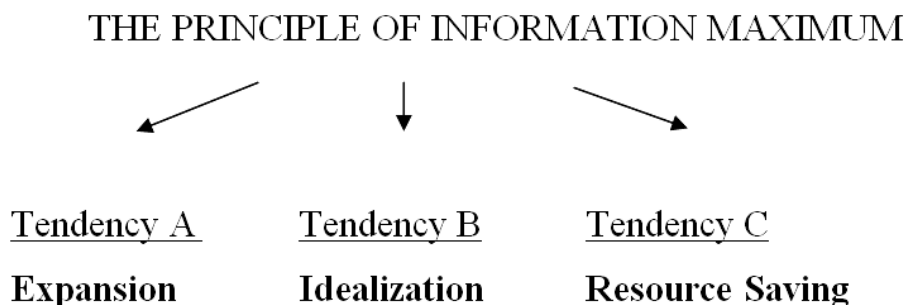 THE PRINCIPLE OF INFORMATION MAXIMUM
Tendency A Tendency B Tendency C
Expansion Idealization Resource Saving